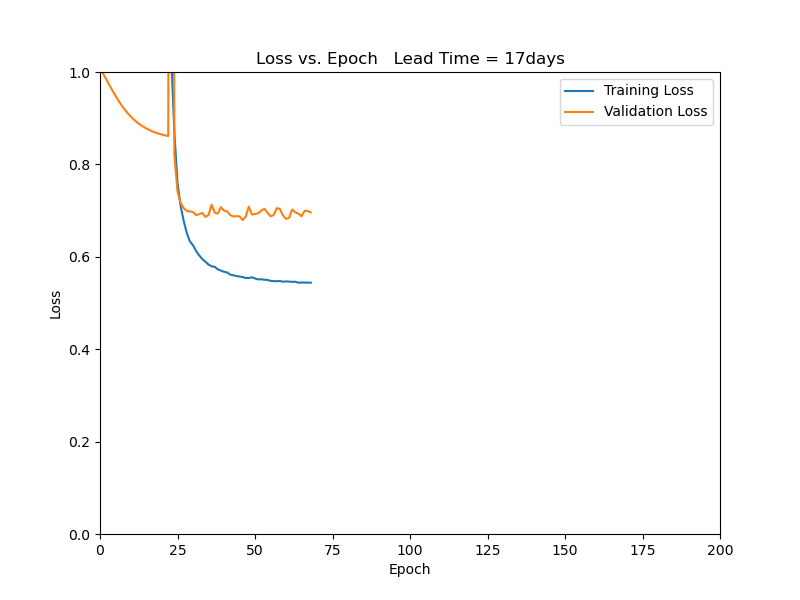 Loss vs. Epoch   Lead Time = 17days
Training Loss
Validation Loss
1.0
0.8
0.6
0.4
0.2
0.0
Loss
0 25 50 75 100 125 150 175 200
Epoch